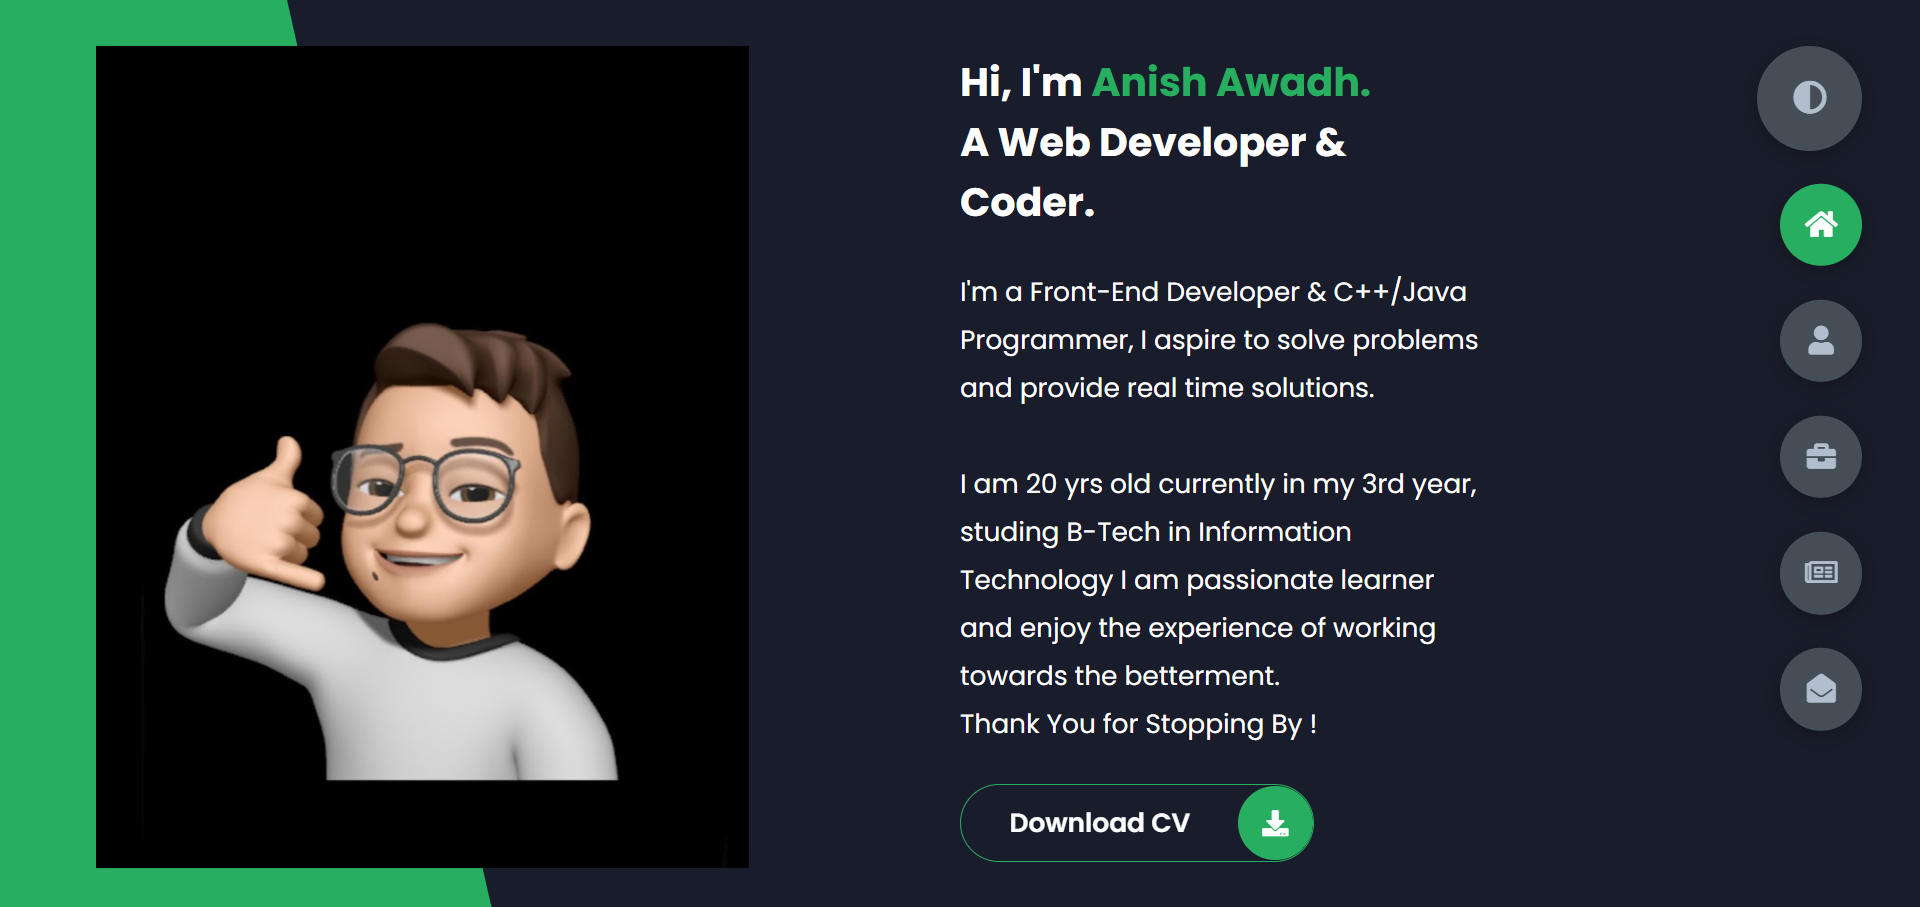 Hi, I'm Anish Awadh.
A Web Developer &
Coder.
I'm a Front-End Developer & C++/Java
Programmer, I aspire to solve problems
and provide real time solutions.
I am 20 yrs old currently in my 3rd year,
studing B-Tech in Information
Technology I am passionate learner
and enjoy the experience of working
towards the betterment.
Thank You for Stopping By !
Download CV